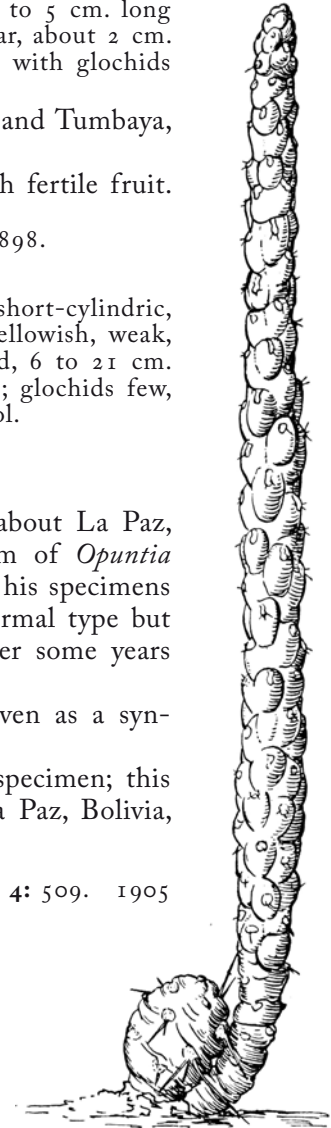 to 5 cm. long
ar, about 2 cm.
with glochids
and Tumbaya,
h fertile fruit.
898.
short-cylindric,
ellowish, weak,
d, 6 to 21 cm.
; glochids few,
ol.
about La Paz,
m of Opuntia
his specimens
rmal type but
er some years
ven as a syn-
specimen; this
a Paz, Bolivia,
4: 509. 1905